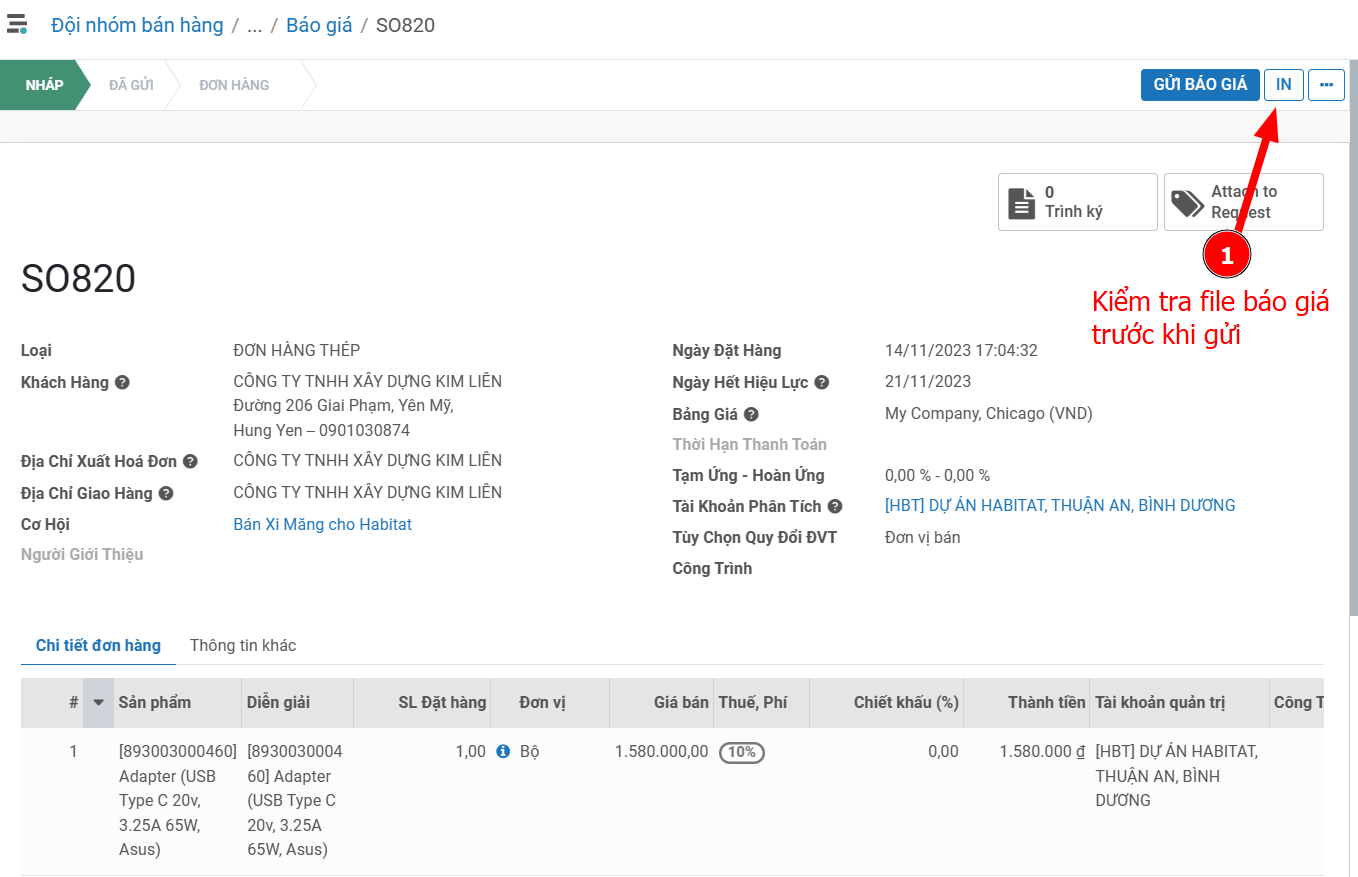 Đội nhóm bán hàng / ... / Báo giá / SO820
NHÁP ĐÃ GỬI ĐƠN HÀNG GỬI BÁO GIÁ IN ...
0
Trình ký
Attach to
Request
1
Kiểm tra file báo giá
trước khi gửi
SO820
Loại ĐƠN HÀNG THÉP
Khách Hàng ? CÔNG TY TNHH XÂY DỰNG KIM LIÊN
Đường 206 Giai Phạm, Yên Mỹ,
Hung Yen – 0901030874
Địa Chỉ Xuất Hoá Đơn ? CÔNG TY TNHH XÂY DỰNG KIM LIÊN
Địa Chỉ Giao Hàng ? CÔNG TY TNHH XÂY DỰNG KIM LIÊN
Cơ Hội Bán Xi Măng cho Habitat
Người Giới Thiệu
Ngày Đặt Hàng 14/11/2023 17:04:32
Ngày Hết Hiệu Lực ? 21/11/2023
Bảng Giá ? My Company, Chicago (VND)
Thời Hạn Thanh Toán
Tạm Ứng - Hoàn Ứng 0,00 % - 0,00 %
Tài Khoản Phân Tích ? [HBT] DỰ ÁN HABITAT, THUẬN AN, BÌNH DƯƠNG
Tùy Chọn Quy Đổi ĐVT Đơn vị bán
Công Trình
Chi tiết đơn hàng Thông tin khác
# Sản phẩm Diễn giải SL Đặt hàng Đơn vị Giá bán Thuế, Phí Chiết khấu (%) Thành tiền Tài khoản quản trị Công T
1 [893003000460] [8930030004 1,00 Bộ 1.580.000,00 10% 0,00 1.580.000 ₫ [HBT] DỰ ÁN HABITAT,
Adapter (USB 60] Adapter THUẬN AN, BÌNH
Type C 20v, (USB Type C DƯƠNG
3.25A 65W, 20v, 3.25A
Asus) 65W, Asus)